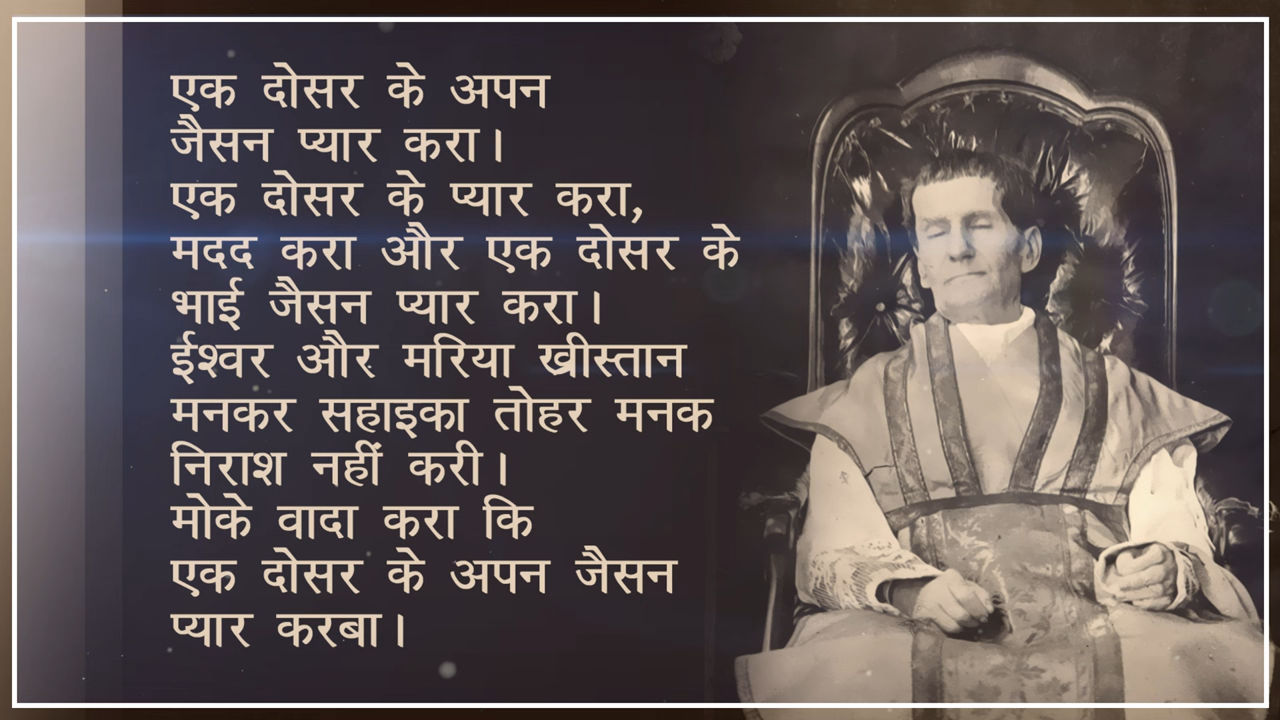 एक दोसर के अपन
जैसन प्यार करा।
एक दोसर के प्यार करा,
मदद करा और एक दोसर के
भाई जैसन प्यार करा।
ईश्वर और मरिया ख्रीस्तान
मनकर सहाइका तोहर मनक
निराश नहीं करी।
मोके वादा करा कि
एक दोसर के अपन जैसन
प्यार करबा।